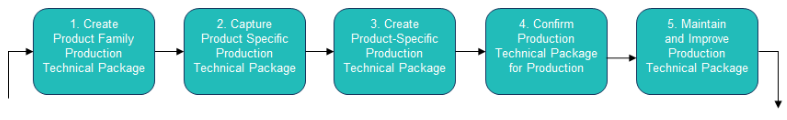 1. Create
Product Family
Production
Technical Package
2. Capture
Product Specific
Production
Technical Package
3. Create
Product-Specific
Production
Technical Package
4. Confirm
Production
Technical Package
for Production
5. Maintain
and Improve
Production
Technical Package